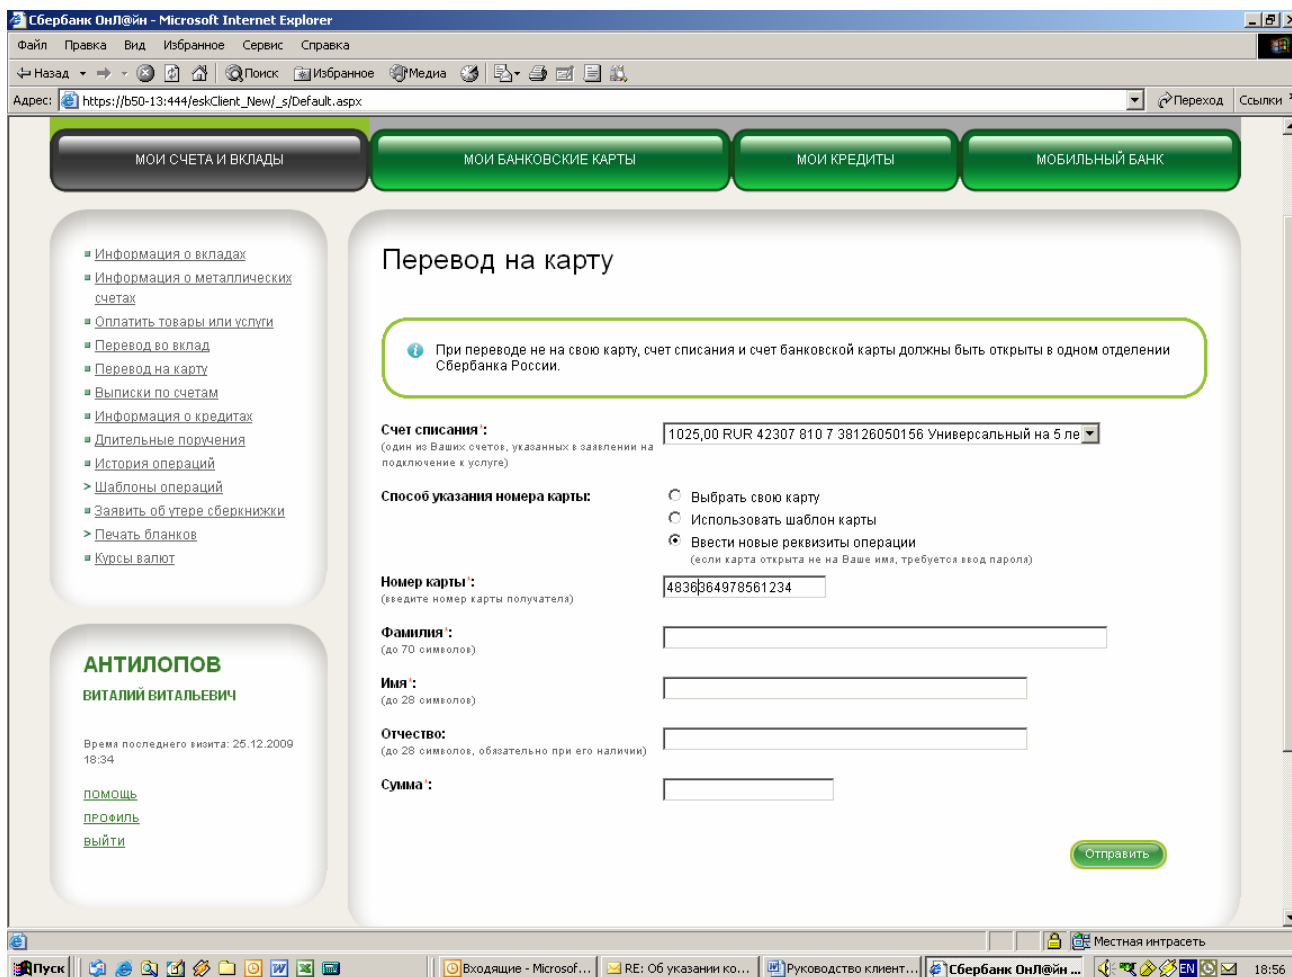 Сбербанк ОнЛ@йн - Microsoft Internet Explorer
Файл Правка Вид Избранное Сервис Справка
Назад Поиск Избранное Медиа
Адрес: https://b50-13:444/eskClient_New/_s/Default.aspx Переход Ссылки
МОИ СЧЕТА И ВКЛАДЫ МОИ БАНКОВСКИЕ КАРТЫ МОИ КРЕДИТЫ МОБИЛЬНЫЙ БАНК
Информация о вкладах
Информация о металлических
счетах
Оплатить товары или услуги
Перевод во вклад
Перевод на карту
Выписки по счетам
Информация о кредитах
Длительные поручения
История операций
> Шаблоны операций
Заявить об утере сберкнижки
> Печать бланков
Курсы валют
АНТИЛОПОВ
ВИТАЛИЙ ВИТАЛЬЕВИЧ
Время последнего визита: 25.12.2009
18:34
ПОМОЩЬ
ПРОФИЛЬ
ВЫЙТИ
Перевод на карту
При переводе не на свою карту, счет списания и счет банковской карты должны быть открыты в одном отделении
Сбербанка России.
Счет списания*: 1025,00 RUR 42307 810 7 38126050156 Универсальный на 5 ле
(один из Ваших счетов, указанных в заявлении на
подключение к услуге)
Способ указания номера карты: Выбрать свою карту
Использовать шаблон карты
Ввести новые реквизиты операции
(если карта открыта не на Ваше имя, требуется ввод пароля)
Номер карты*: 4836364978561234
(введите номер карты получателя)
Фамилия*:
(до 70 символов)
Имя*:
(до 28 символов)
Отчество:
(до 28 символов, обязательно при его наличии)
Сумма*:
Отправить
Местная интрасеть
Пуск Входящие - Microsof... RE: Об указании ко... Руководство клиент... Сбербанк ОнЛ@йн ... EN 18:56